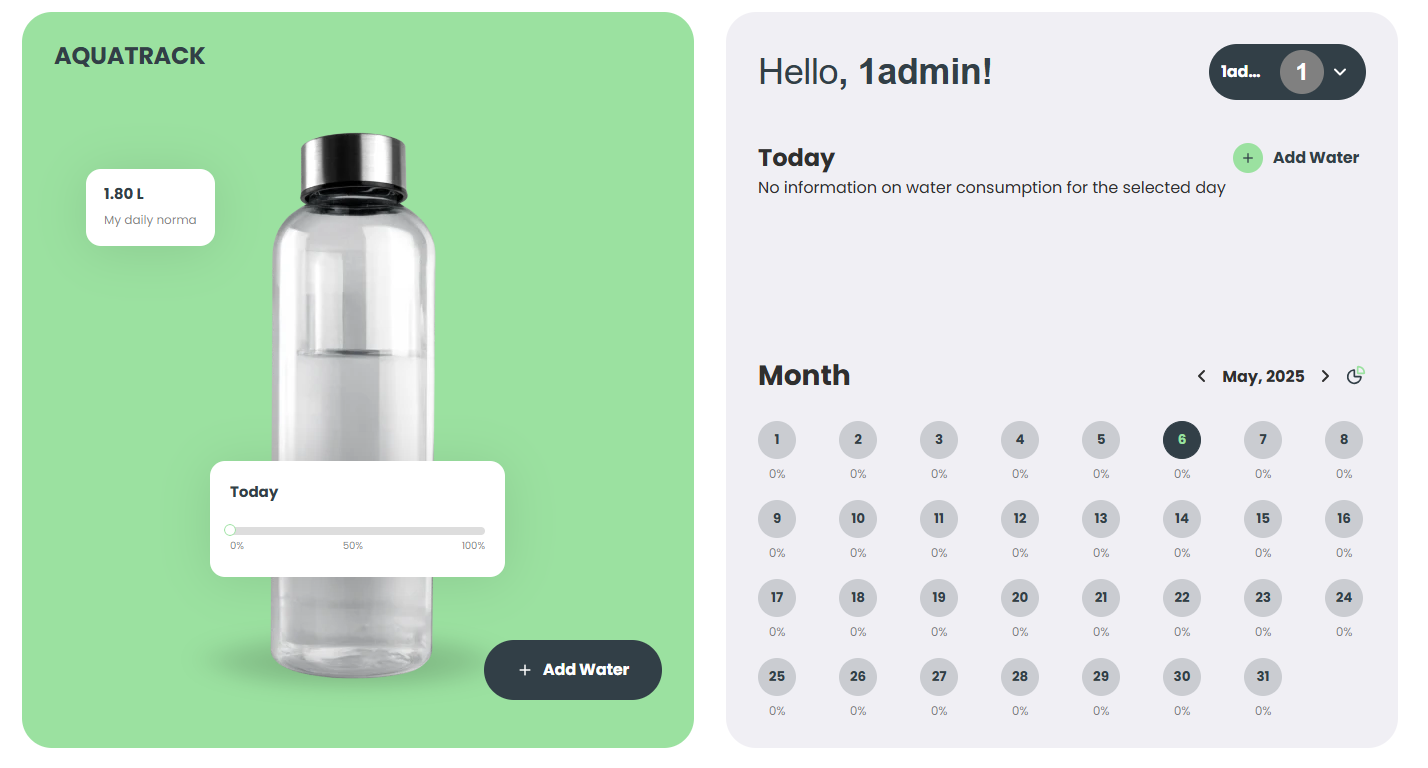 AQUATRACK
1.80 L
My daily norma
Today
0% 50% 100%
+ Add Water
Hello, 1admin!
1ad... 1
Today
+ Add Water
No information on water consumption for the selected day
Month
May, 2025
1 2 3 4 5 6 7 8
0% 0% 0% 0% 0% 0% 0% 0%
9 10 11 12 13 14 15 16
0% 0% 0% 0% 0% 0% 0% 0%
17 18 19 20 21 22 23 24
0% 0% 0% 0% 0% 0% 0% 0%
25 26 27 28 29 30 31
0% 0% 0% 0% 0% 0% 0%